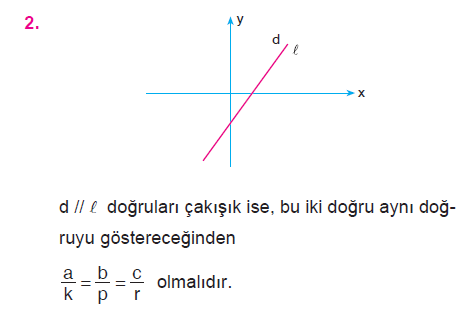 2.
y
d
ℓ
x
d // ℓ doğruları çakışık ise, bu iki doğru aynı doğ-
ruyu göstereceğinden
a/k = b/p = c/r olmalıdır.